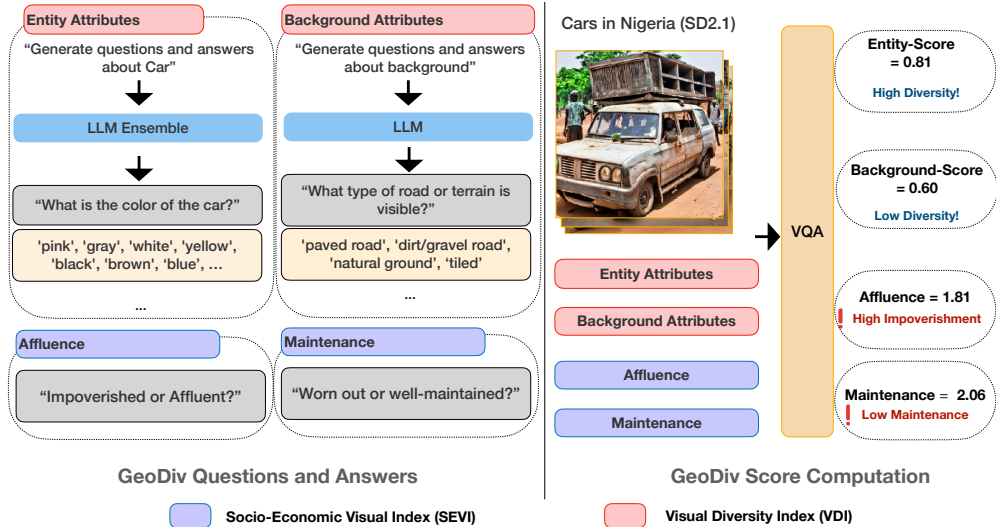 Entity Attributes
“Generate questions and answers
about Car”
LLM Ensemble
“What is the color of the car?”
'pink', 'gray', 'white', 'yellow',
'black', 'brown', ‘blue’, …
...
Background Attributes
“Generate questions and answers
about background”
LLM
“What type of road or terrain is
visible?”
'paved road', 'dirt/gravel road',
'natural ground’, ‘tiled’
...
Affluence
“Impoverished or Affluent?”
Maintenance
“Worn out or well-maintained?”
GeoDiv Questions and Answers
Cars in Nigeria (SD2.1)
Entity Attributes
Background Attributes
Affluence
Maintenance
VQA
Entity-Score
= 0.81
High Diversity!
Background-Score
= 0.60
Low Diversity!
Affluence = 1.81
High Impoverishment
Maintenance = 2.06
Low Maintenance
GeoDiv Score Computation
Socio-Economic Visual Index (SEVI)
Visual Diversity Index (VDI)